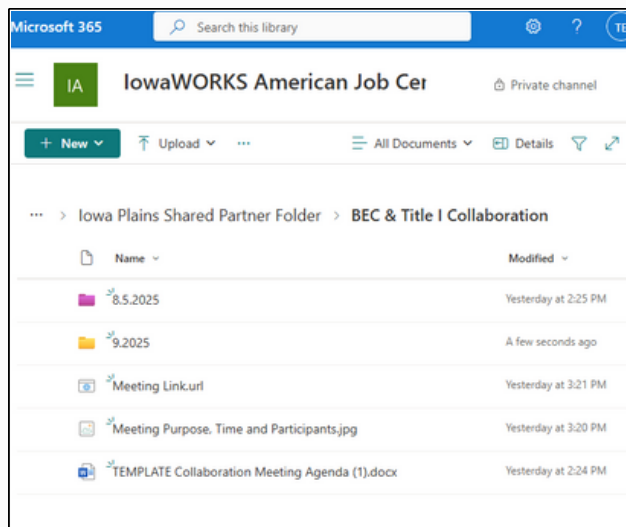 Microsoft 365 Search this library ? TE
IA IowaWORKS American Job Cer Private channel
+ New Upload ... All Documents Details
... > Iowa Plains Shared Partner Folder > BEC & Title I Collaboration
Name Modified
8.5.2025 Yesterday at 2:25 PM
9.2025 A few seconds ago
Meeting Link.url Yesterday at 3:21 PM
Meeting Purpose, Time and Participants.jpg Yesterday at 3:20 PM
TEMPLATE Collaboration Meeting Agenda (1).docx Yesterday at 2:24 PM